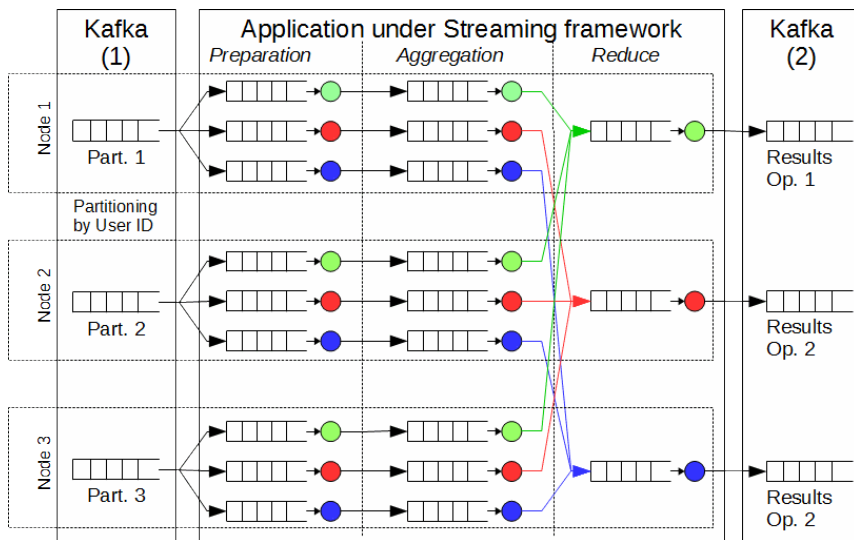 Kafka
(1)
Application under Streaming framework
Preparation
Aggregation
Reduce
Kafka
(2)
Node 1
Part. 1
Results
Op. 1
Partitioning
by User ID
Node 2
Part. 2
Results
Op. 2
Node 3
Part. 3
Results
Op. 2